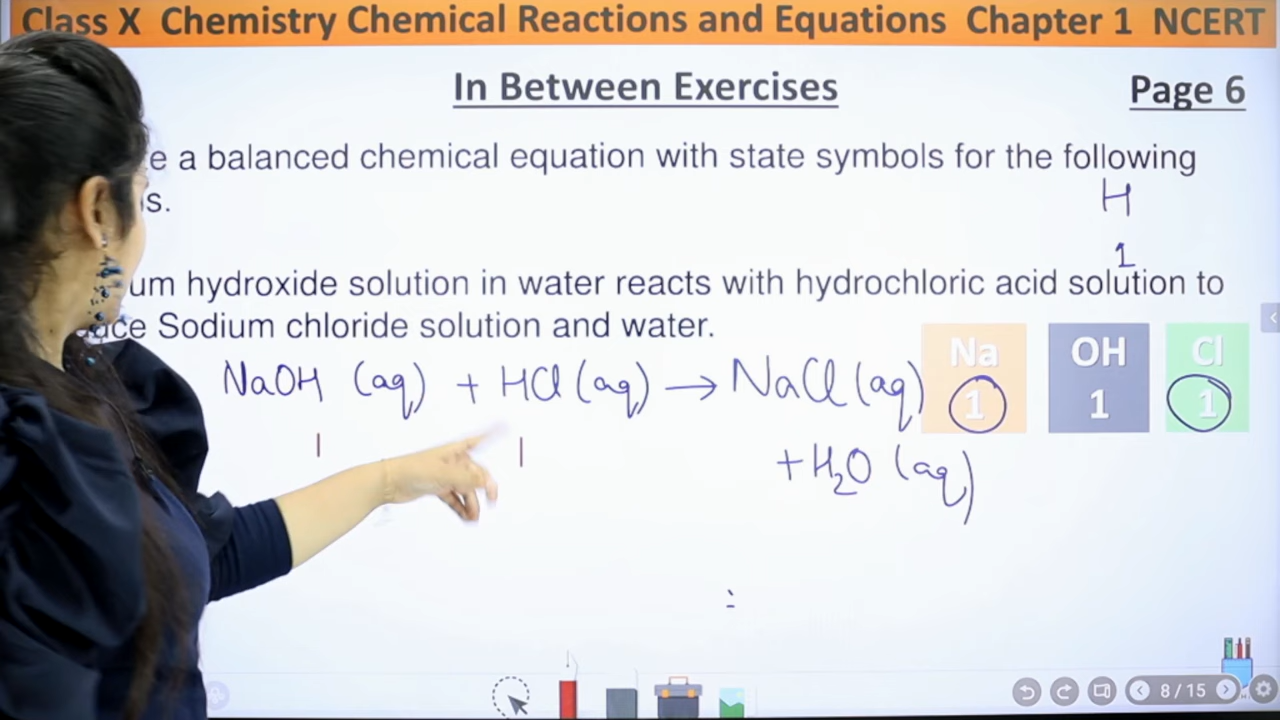 Class X Chemistry Chemical Reactions and Equations Chapter 1 NCERT
In Between Exercises
Page 6
e a balanced chemical equation with state symbols for the following
s.
H
1
um hydroxide solution in water reacts with hydrochloric acid solution to
uce Sodium chloride solution and water.
Na OH Cl
1 1 1
NaOH (aq) + HCl (aq) → NaCl (aq)
+ H₂O (aq)
8 / 15